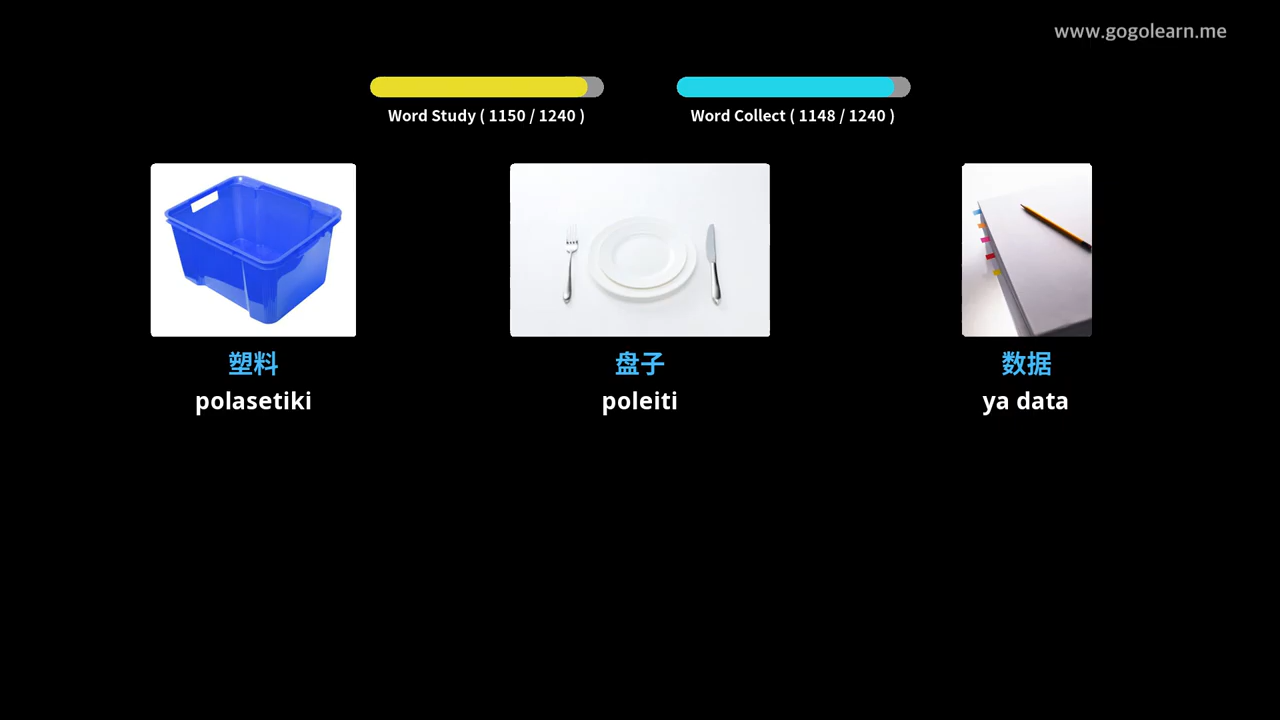 www.gogolearn.me
Word Study ( 1150 / 1240 )
Word Collect ( 1148 / 1240 )
塑料
polasetiki
盘子
poleiti
数据
ya data